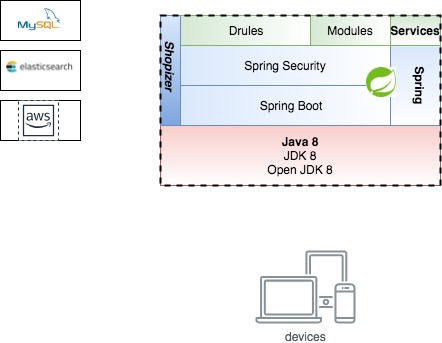 MySQL
elasticsearch
aws
Shopizer
Drules
Modules
Services
Spring Security
Spring Boot
Spring
Java 8
JDK 8
Open JDK 8
devices